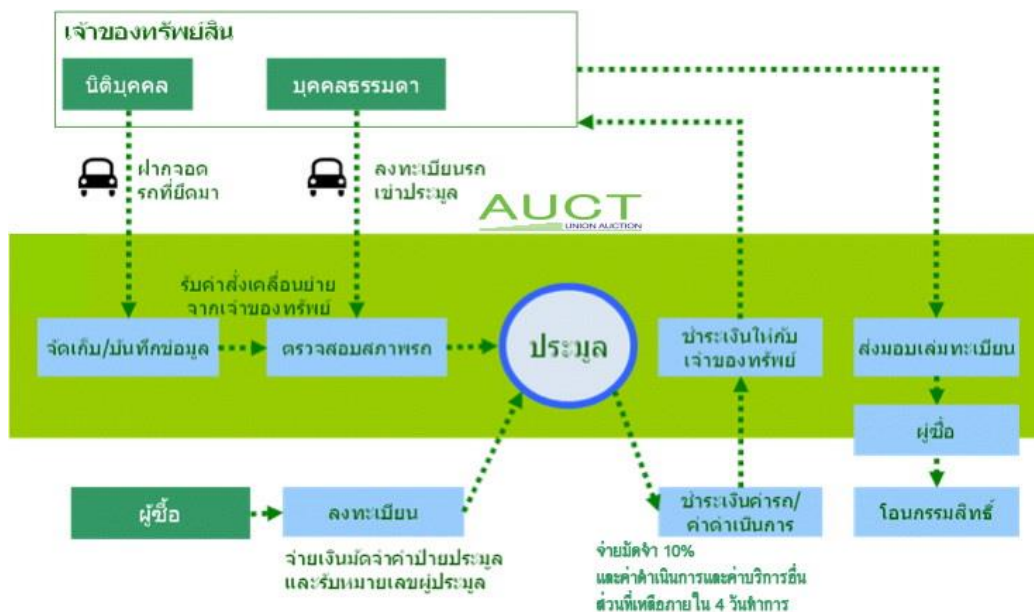 เจ้าของทรัพย์สิน
นิติบุคคล
บุคคลธรรมดา
ฝากจอด
รถที่ยึดมา
ลงทะเบียนรถ
เข้าประมูล
AUCT
UNION AUCTION
รับคำสั่งเคลื่อนย้าย
จากเจ้าของทรัพย์
จัดเก็บ/บันทึกข้อมูล
ตรวจสอบสภาพรถ
ประมูล
ชำระเงินให้กับ
เจ้าของทรัพย์
ส่งมอบเล่มทะเบียน
ผู้ซื้อ
ผู้ซื้อ
ลงทะเบียน
ชำระเงินค่ารถ/
ค่าดำเนินการ
โอนกรรมสิทธิ์
จ่ายเงินมัดจำค่าป้ายประมูล
และรับหมายเลขผู้ประมูล
จ่ายมัดจำ 10%
และค่าดำเนินการและค่าบริการอื่น
ส่วนที่เหลือภายใน 4 วันทำการ